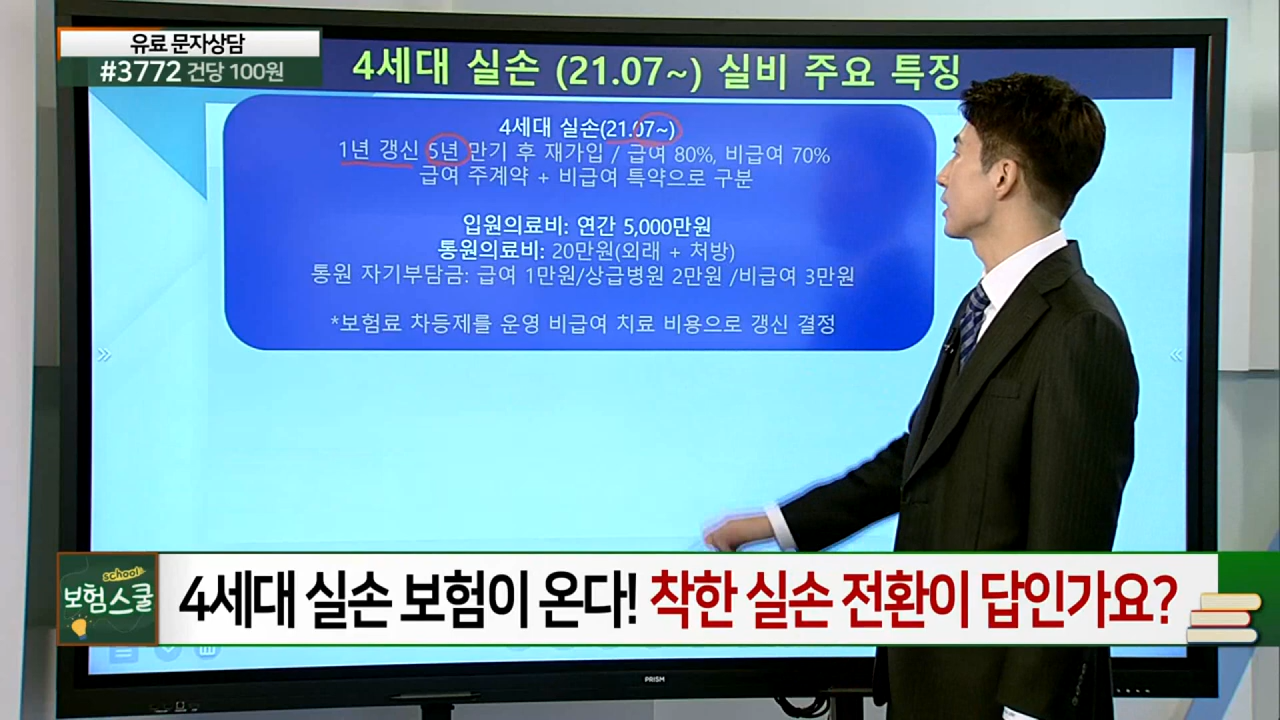 유료 문자상담
#3772 건당 100원
4세대 실손 (21.07~) 실비 주요 특징
4세대 실손(21.07~)
1년 갱신 5년 만기 후 재가입 / 급여 80%, 비급여 70%
급여 주계약 + 비급여 특약으로 구분
입원의료비: 연간 5,000만원
통원의료비: 20만원(외래 + 처방)
통원 자기부담금: 급여 1만원/상급병원 2만원 /비급여 3만원
*보험료 차등제를 운영 비급여 치료 비용으로 갱신 결정
school
보험스쿨
4세대 실손 보험이 온다! 착한 실손 전환이 답인가요?
PRISM